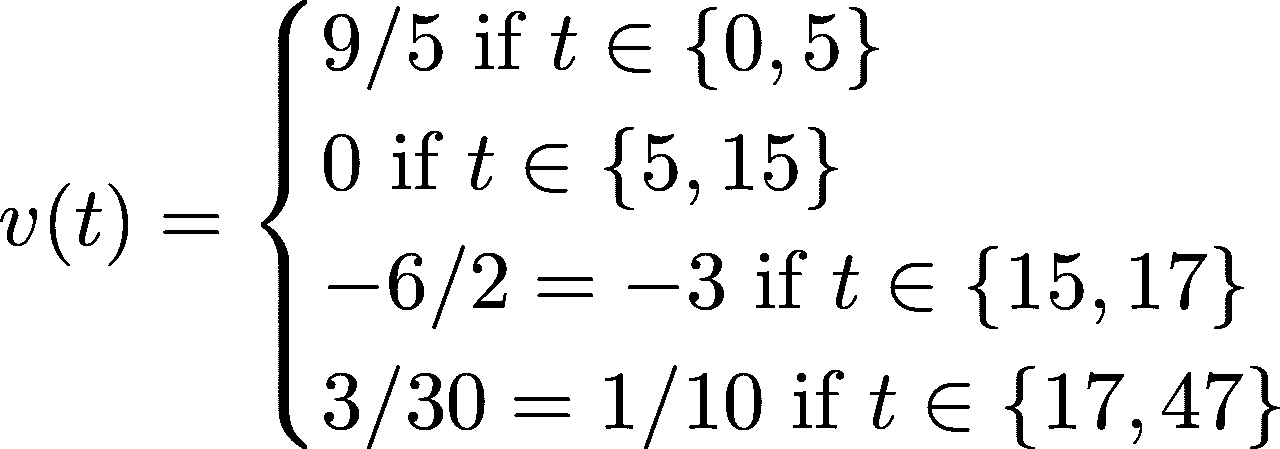 9/5 if t ∈ {0, 5}
0 if t ∈ {5, 15}
v(t) =
−6/2 = −3 if t ∈ {15, 17}
3/30 = 1/10 if t ∈ {17, 47}